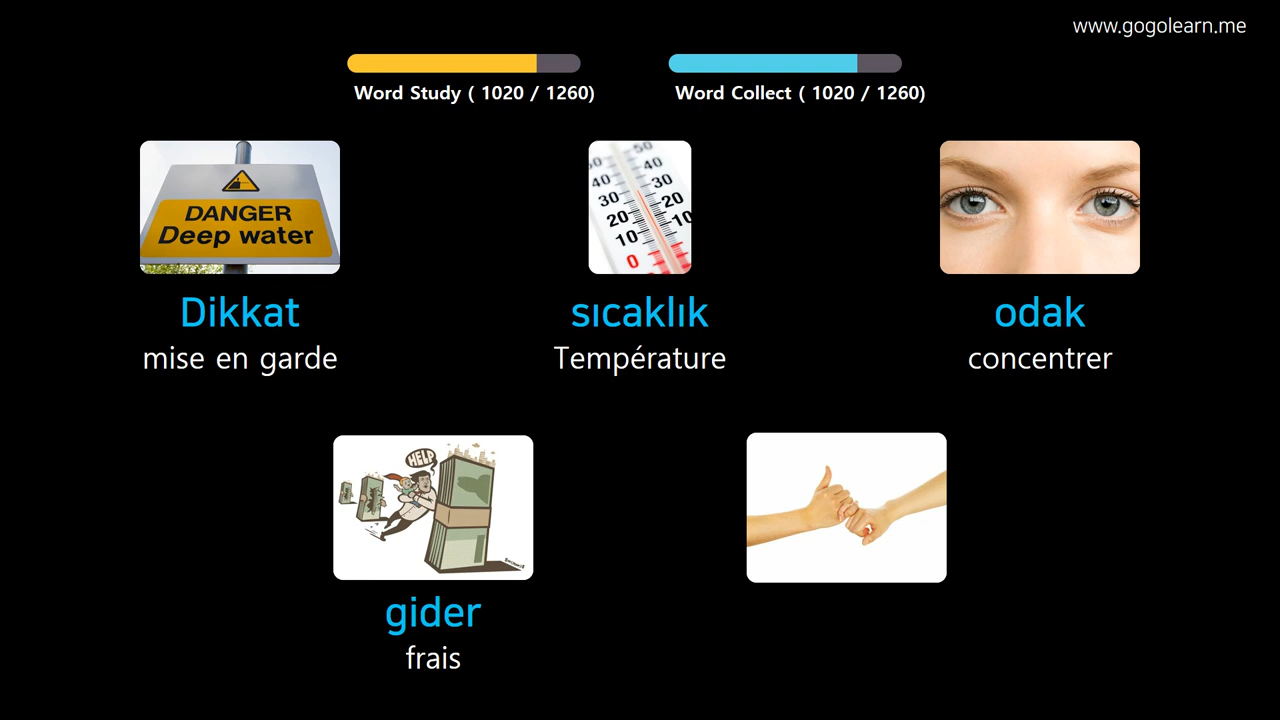 www.gogolearn.me
Word Study ( 1020 / 1260)
Word Collect ( 1020 / 1260)
DANGER
Deep water
50
40
30
20
10
0
50
40
30
20
10
Dikkat
sıcaklık
odak
mise en garde
Température
concentrer
HELP
gider
frais